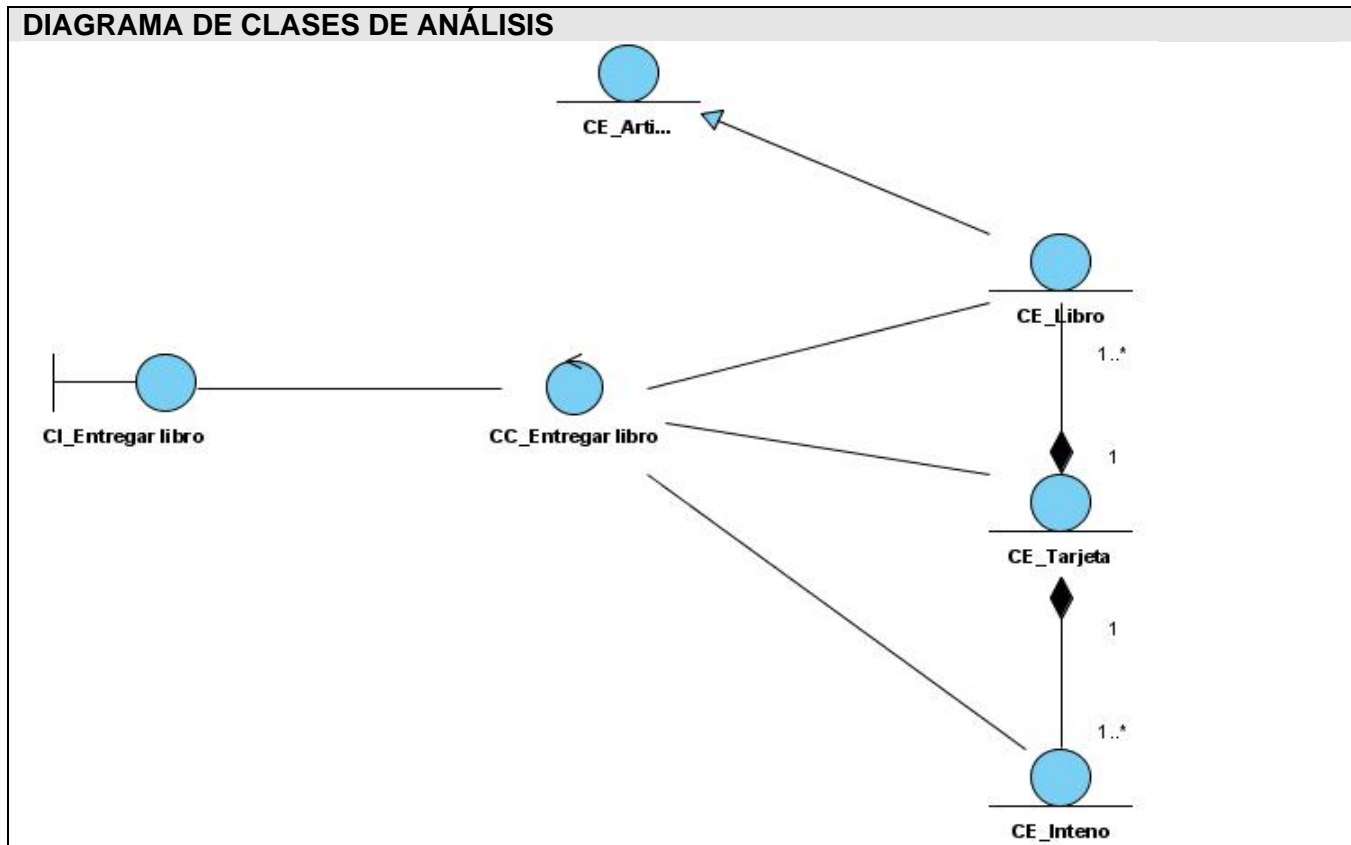 DIAGRAMA DE CLASES DE ANÁLISIS
CE_Arti...
CE_Libro
1..*
CI_Entregar libro
CC_Entregar libro
1
CE_Tarjeta
1
1..*
CE_Inteno